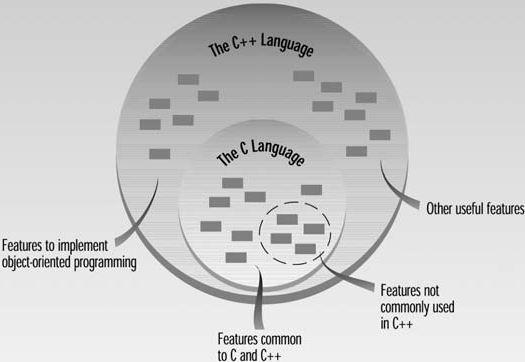 The C++ Language
The C Language
Other useful features
Features to implement
object-oriented programming
Features not
commonly used
in C++
Features common
to C and C++